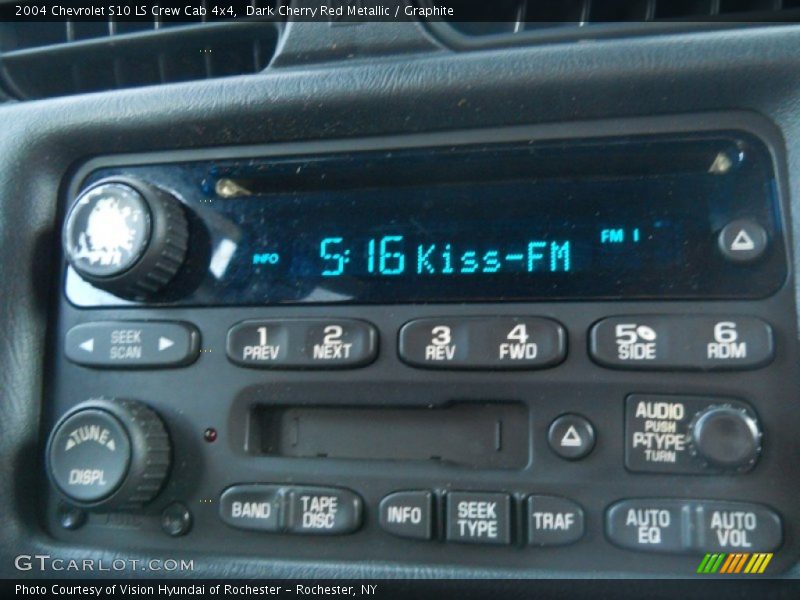 2004 Chevrolet S10 LS Crew Cab 4x4, Dark Cherry Red Metallic / Graphite
INFO 5:16 Kiss-FM FM 1
SEEK
SCAN
1
PREV
2
NEXT
3
REV
4
FWD
5
SIDE
6
RDM
TUNE
DISPL
AUDIO
PUSH
P-TYPE
TURN
BAND
TAPE
DISC
INFO
SEEK
TYPE
TRAF
AUTO
EQ
AUTO
VOL
GTCARLOT.COM
Photo Courtesy of Vision Hyundai of Rochester - Rochester, NY